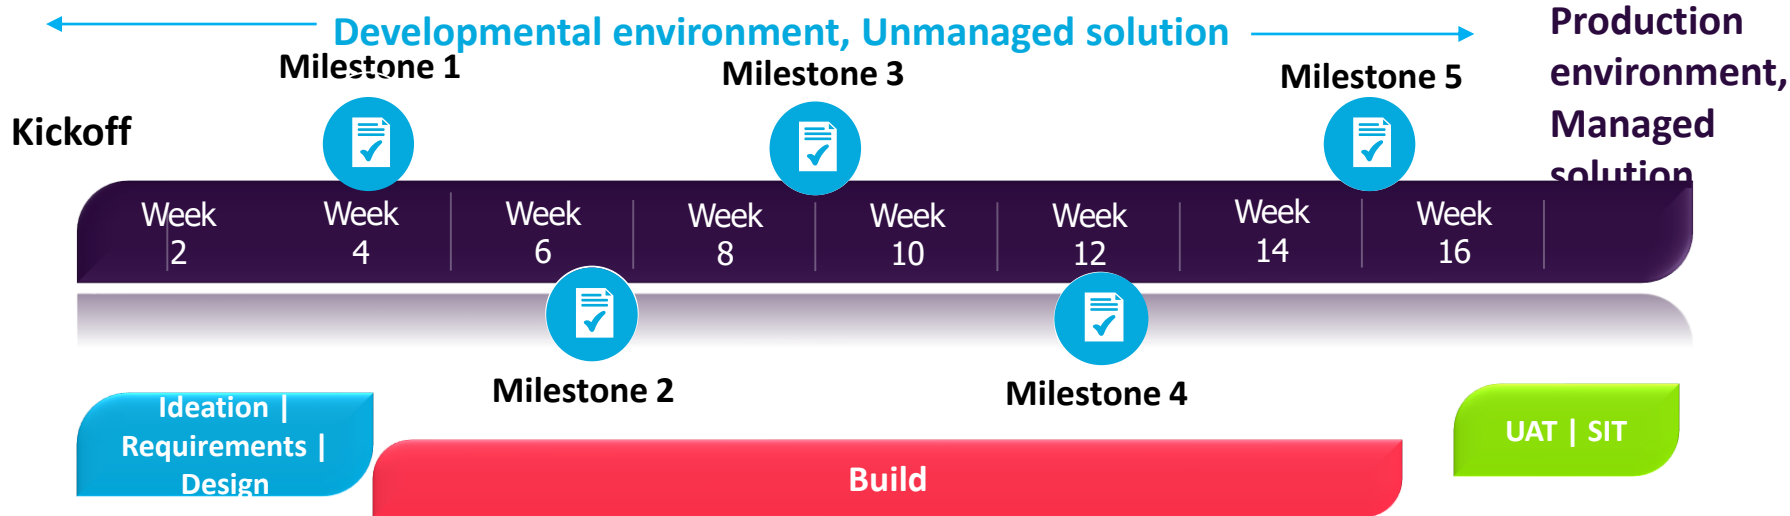 Developmental environment, Unmanaged solution
Production
environment,
Managed
solution
Milestone 1
Milestone 3
Milestone 5
Kickoff
Week
2
Week
4
Week
6
Week
8
Week
10
Week
12
Week
14
Week
16
Milestone 2
Milestone 4
Ideation |
Requirements |
Design
Build
UAT | SIT